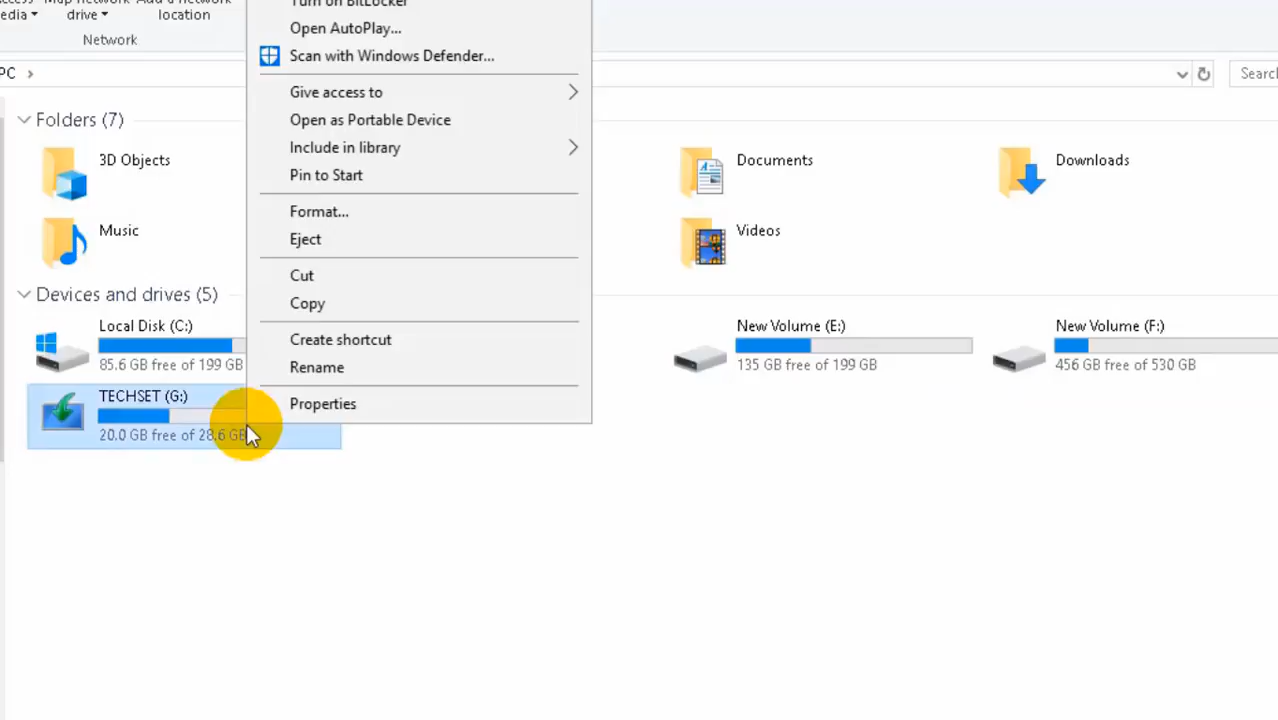 edia
Map network
drive
Add a network
location
Network
PC
Search
Turn on BitLocker
Open AutoPlay...
Scan with Windows Defender...
Give access to
Open as Portable Device
Include in library
Pin to Start
Format...
Eject
Cut
Copy
Create shortcut
Rename
Properties
Folders (7)
3D Objects
Documents
Downloads
Music
Videos
Devices and drives (5)
Local Disk (C:)
85.6 GB free of 199 GB
New Volume (E:)
135 GB free of 199 GB
New Volume (F:)
456 GB free of 530 GB
TECHSET (G:)
20.0 GB free of 28.6 GB